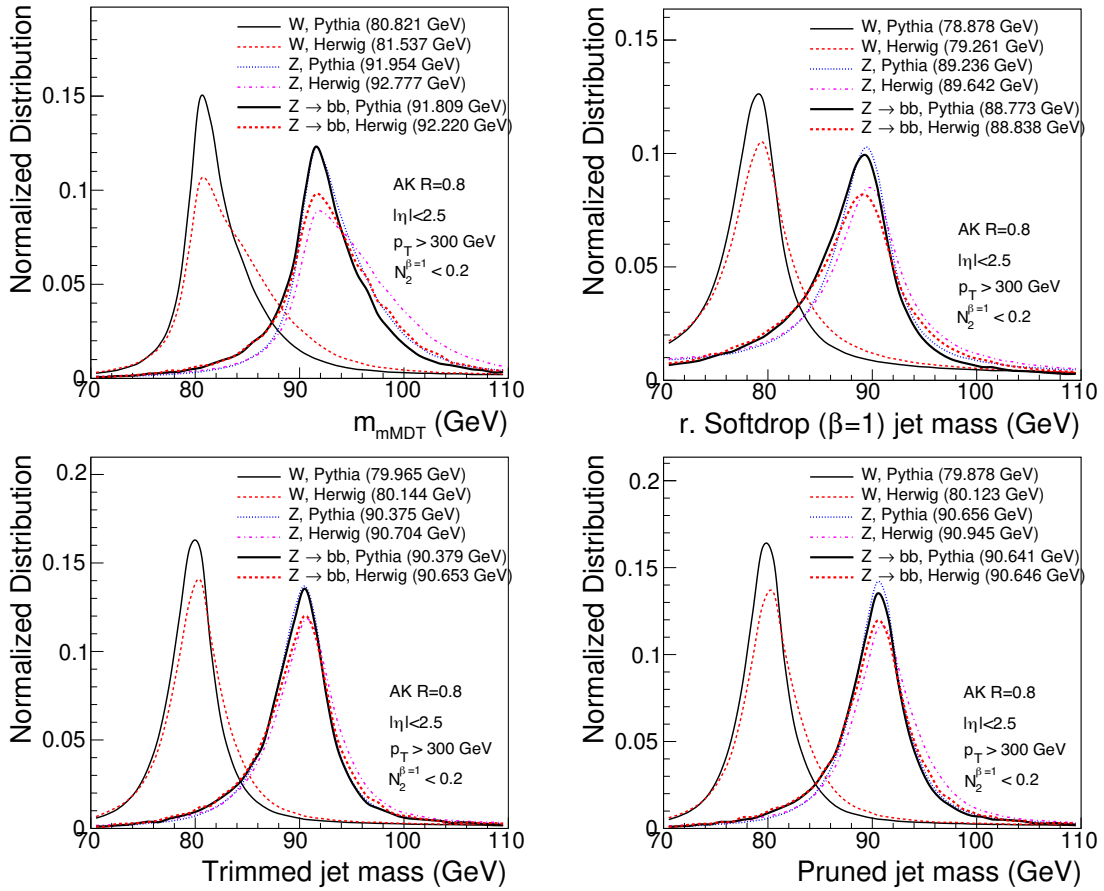 Normalized Distribution
0.15
0.1
0.05
0
W, Pythia (80.821 GeV)
W, Herwig (81.537 GeV)
Z, Pythia (91.954 GeV)
Z, Herwig (92.777 GeV)
Z → bb, Pythia (91.809 GeV)
Z → bb, Herwig (92.220 GeV)
AK R=0.8
|η|<2.5
p_T > 300 GeV
N_2^{β=1} < 0.2
70 80 90 100 110
m_mMDT (GeV)
Normalized Distribution
0.15
0.1
0.05
0
W, Pythia (78.878 GeV)
W, Herwig (79.261 GeV)
Z, Pythia (89.236 GeV)
Z, Herwig (89.642 GeV)
Z → bb, Pythia (88.773 GeV)
Z → bb, Herwig (88.838 GeV)
AK R=0.8
|η|<2.5
p_T > 300 GeV
N_2^{β=1} < 0.2
70 80 90 100 110
r. Softdrop (β=1) jet mass (GeV)
Normalized Distribution
0.2
0.15
0.1
0.05
0
W, Pythia (79.965 GeV)
W, Herwig (80.144 GeV)
Z, Pythia (90.375 GeV)
Z, Herwig (90.704 GeV)
Z → bb, Pythia (90.379 GeV)
Z → bb, Herwig (90.653 GeV)
AK R=0.8
|η|<2.5
p_T > 300 GeV
N_2^{β=1} < 0.2
70 80 90 100 110
Trimmed jet mass (GeV)
Normalized Distribution
0.2
0.15
0.1
0.05
0
W, Pythia (79.878 GeV)
W, Herwig (80.123 GeV)
Z, Pythia (90.656 GeV)
Z, Herwig (90.945 GeV)
Z → bb, Pythia (90.641 GeV)
Z → bb, Herwig (90.646 GeV)
AK R=0.8
|η|<2.5
p_T > 300 GeV
N_2^{β=1} < 0.2
70 80 90 100 110
Pruned jet mass (GeV)